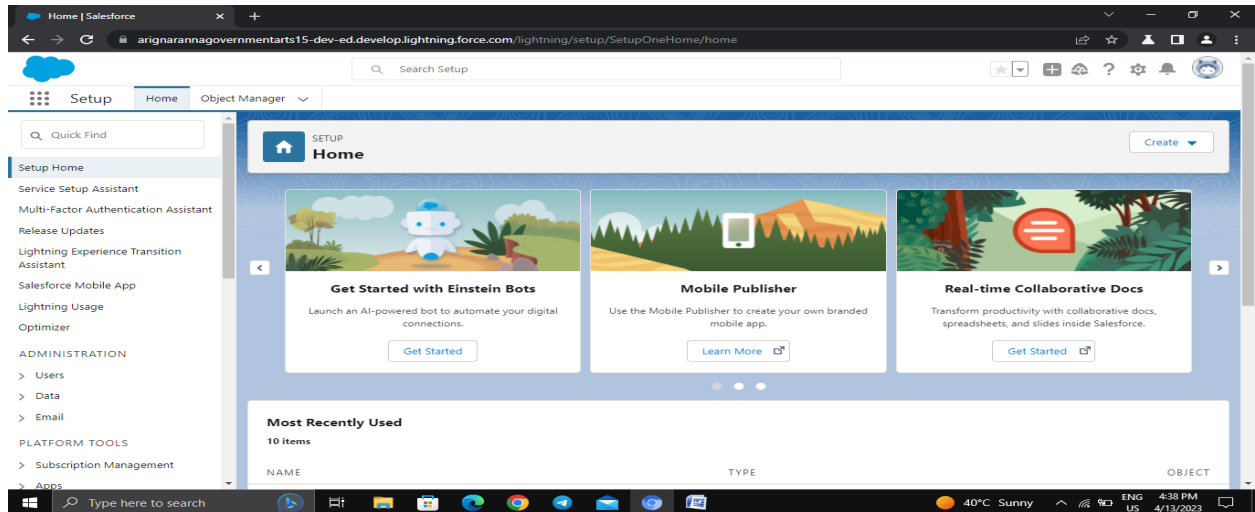 Home | Salesforce
arignarannagovernmentarts15-dev-ed.develop.lightning.force.com/lightning/setup/SetupOneHome/home
Search Setup
Setup Home Object Manager
Quick Find
Setup Home
Service Setup Assistant
Multi-Factor Authentication Assistant
Release Updates
Lightning Experience Transition
Assistant
Salesforce Mobile App
Lightning Usage
Optimizer
ADMINISTRATION
> Users
> Data
> Email
PLATFORM TOOLS
> Subscription Management
> Apps
SETUP
Home
Create
Get Started with Einstein Bots
Launch an AI-powered bot to automate your digital
connections.
Get Started
Mobile Publisher
Use the Mobile Publisher to create your own branded
mobile app.
Learn More
Real-time Collaborative Docs
Transform productivity with collaborative docs,
spreadsheets, and slides inside Salesforce.
Get Started
Most Recently Used
10 items
NAME TYPE OBJECT
Type here to search
40°C Sunny
ENG
US
4:38 PM
4/13/2023